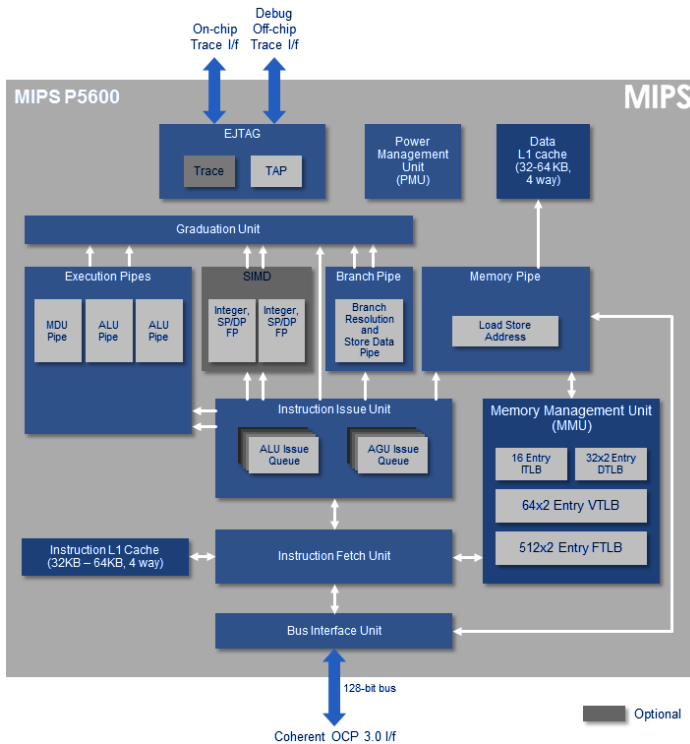 On-chip
Trace I/f
Debug
Off-chip
Trace I/f
MIPS P5600
MIPS
EJTAG
Trace
TAP
Power
Management
Unit
(PMU)
Data
L1 cache
(32-64KB,
4 way)
Graduation Unit
Execution Pipes
MDU
Pipe
ALU
Pipe
ALU
Pipe
SIMD
Integer,
SP/DP
FP
Integer,
SP/DP
FP
Branch Pipe
Branch
Resolution
and
Store Data
Pipe
Memory Pipe
Load Store
Address
Instruction Issue Unit
ALU Issue
Queue
AGU Issue
Queue
Memory Management Unit
(MMU)
16 Entry
ITLB
32x2 Entry
DTLB
64x2 Entry VTLB
512x2 Entry FTLB
Instruction L1 Cache
(32KB – 64KB, 4 way)
Instruction Fetch Unit
Bus Interface Unit
128-bit bus
Coherent OCP 3.0 I/f
Optional